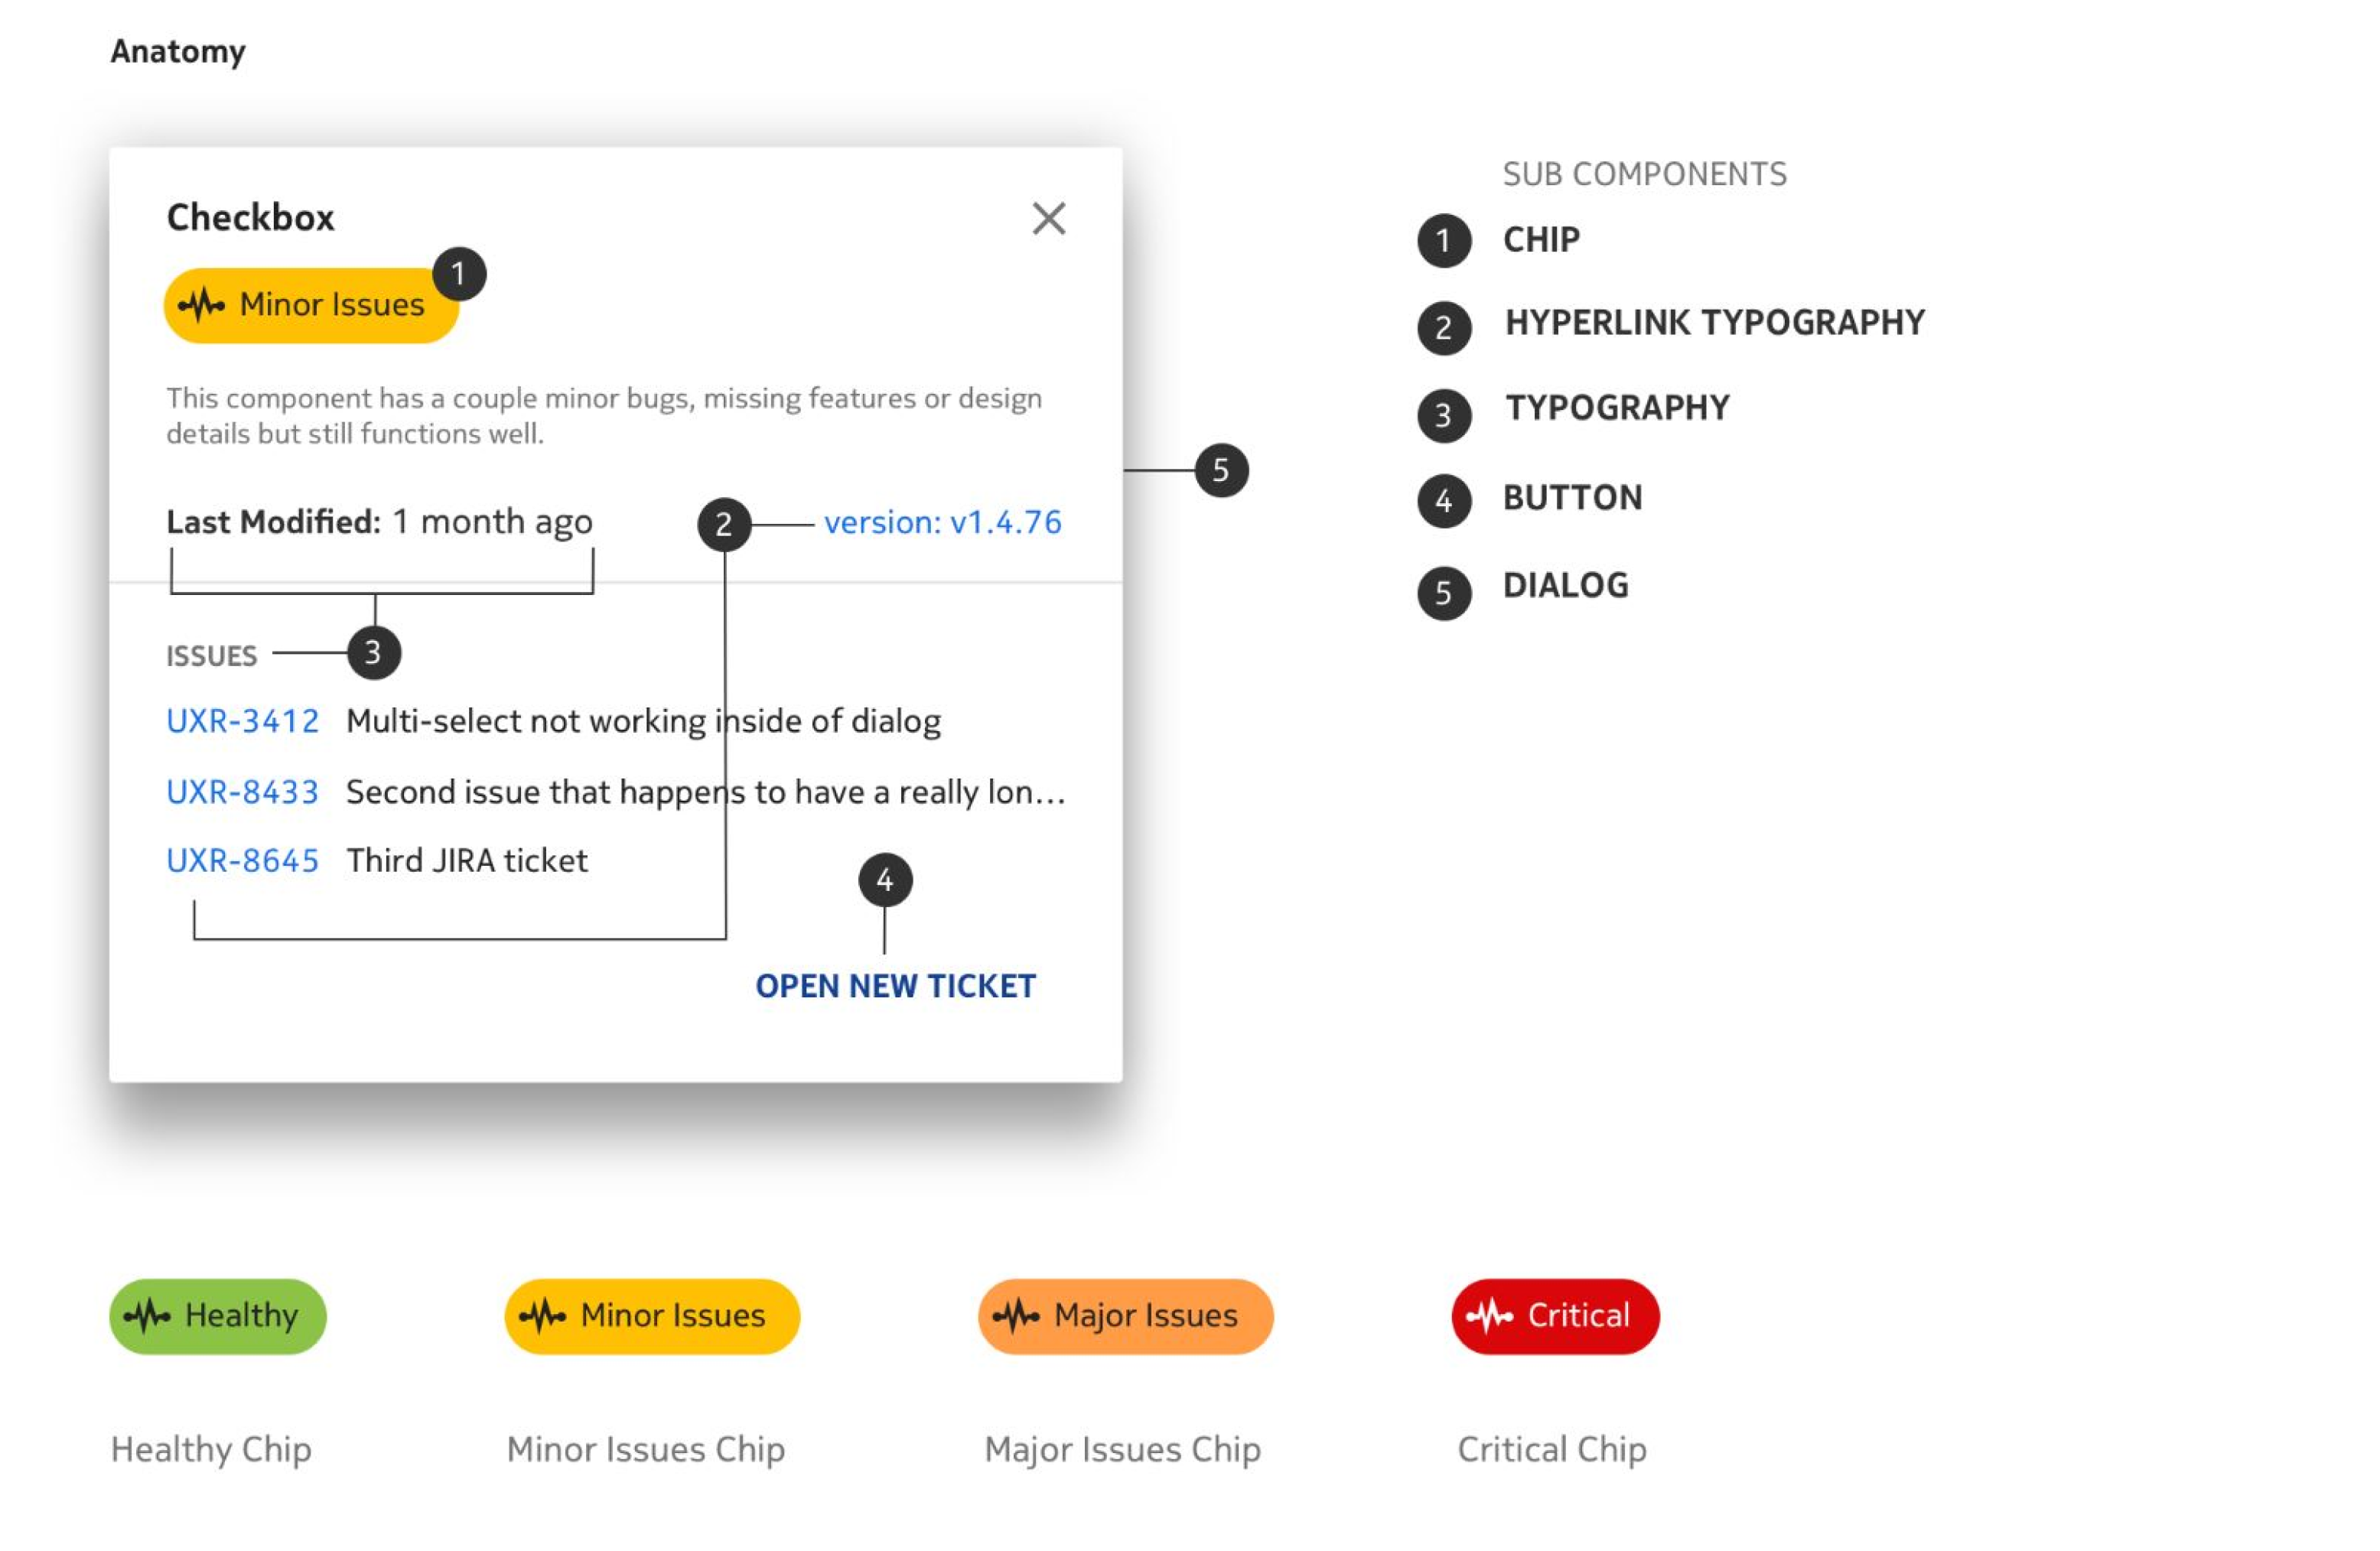 Anatomy
Checkbox
1
Minor Issues
This component has a couple minor bugs, missing features or design
details but still functions well.
5
Last Modified: 1 month ago
2
version: v1.4.76
ISSUES
3
UXR-3412 Multi-select not working inside of dialog
UXR-8433 Second issue that happens to have a really lon...
UXR-8645 Third JIRA ticket
4
OPEN NEW TICKET
SUB COMPONENTS
1 CHIP
2 HYPERLINK TYPOGRAPHY
3 TYPOGRAPHY
4 BUTTON
5 DIALOG
Healthy
Minor Issues
Major Issues
Critical
Healthy Chip
Minor Issues Chip
Major Issues Chip
Critical Chip